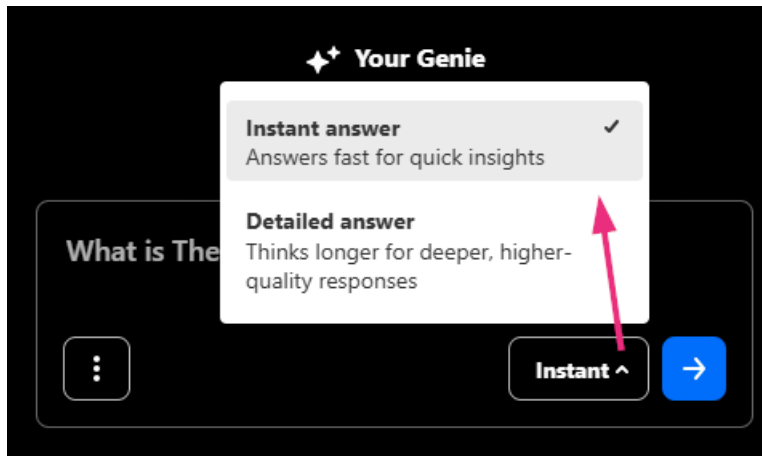 Your Genie
Instant answer
Answers fast for quick insights
Detailed answer
Thinks longer for deeper, higher-
quality responses
What is The
Instant